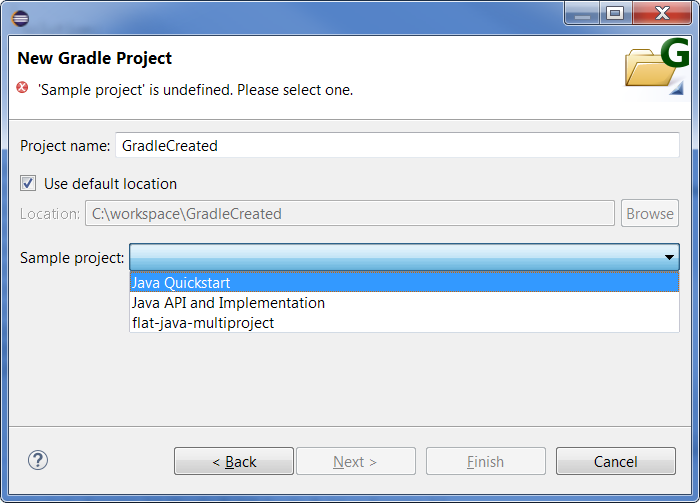 New Gradle Project
G
'Sample project' is undefined. Please select one.
Project name: GradleCreated
Use default location
Location: C:\workspace\GradleCreated Browse
Sample project:
Java Quickstart
Java API and Implementation
flat-java-multiproject
? < Back Next > Finish Cancel